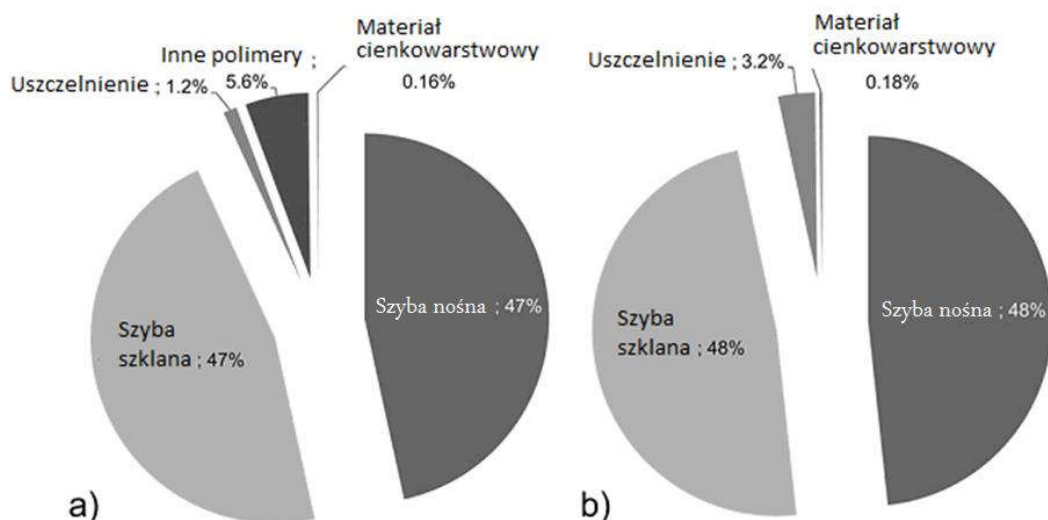 Inne polimery ;
5.6%
Uszczelnienie ; 1.2%
Materiał
cienkowarstwowy
0.16%
Szyba nośna ; 47%
Szyba
szklana ; 47%
a)
Uszczelnienie ; 3.2%
Materiał
cienkowarstwowy
0.18%
Szyba nośna ; 48%
Szyba
szklana ; 48%
b)